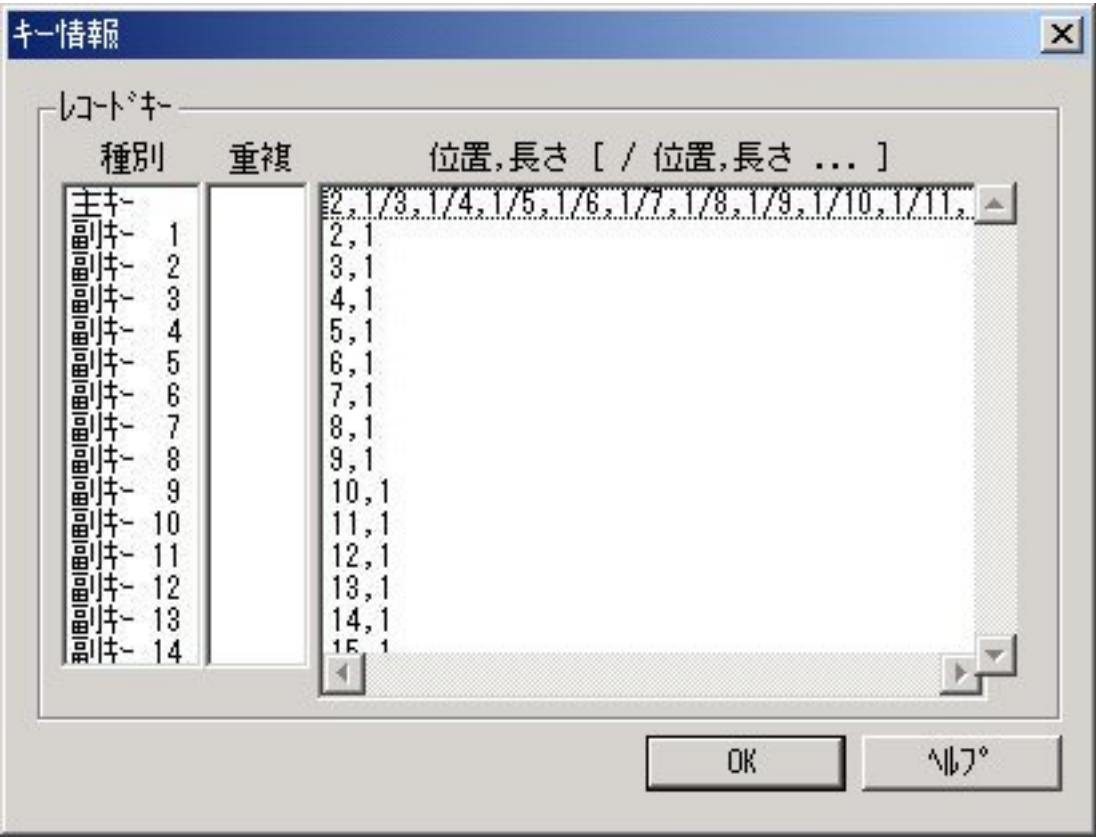 キー情報
レコードキー
種別 重複 位置,長さ [ / 位置,長さ ... ]
主キー 2,1/3,1/4,1/5,1/6,1/7,1/8,1/9,1/10,1/11,
副キー 1 2,1
副キー 2 3,1
副キー 3 4,1
副キー 4 5,1
副キー 5 6,1
副キー 6 7,1
副キー 7 8,1
副キー 8 9,1
副キー 9 10,1
副キー 10 11,1
副キー 11 12,1
副キー 12 13,1
副キー 13 14,1
副キー 14 15,1
OK ヘルプ